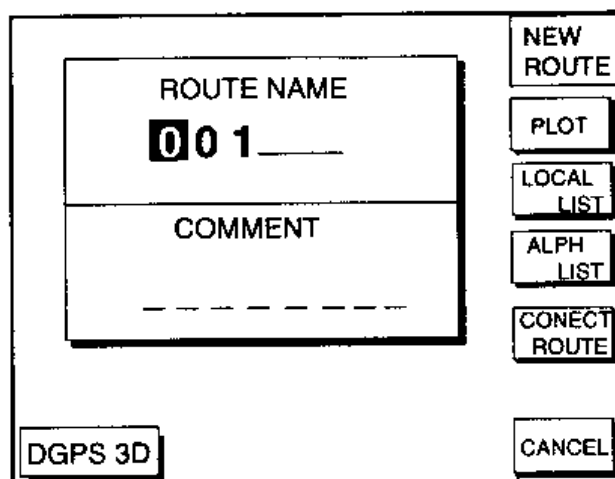 ROUTE NAME
001
COMMENT
NEW
ROUTE
PLOT
LOCAL
LIST
ALPH
LIST
CONECT
ROUTE
CANCEL
DGPS 3D